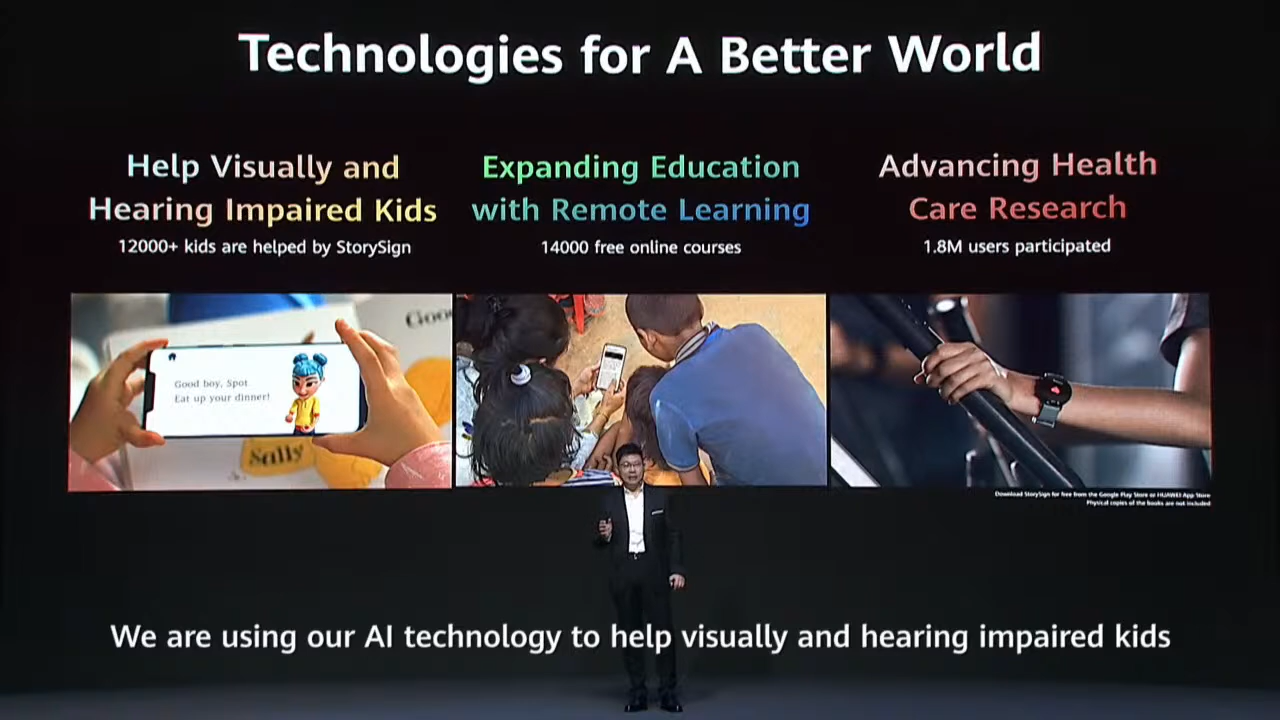 Technologies for A Better World
Help Visually and
Hearing Impaired Kids
12000+ kids are helped by StorySign
Expanding Education
with Remote Learning
14000 free online courses
Advancing Health
Care Research
1.8M users participated
Good boy, Spot.
Eat up your dinner!
Goo
Sally
Download StorySign for free from the Google Play Store or HUAWEI App Store
Physical copies of the books are not included
We are using our AI technology to help visually and hearing impaired kids